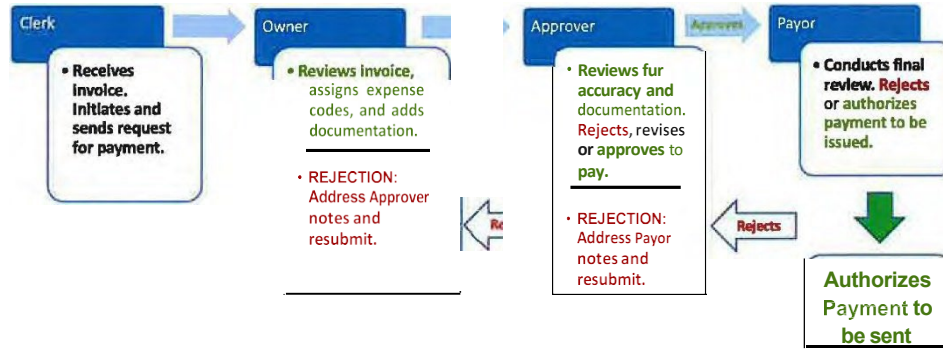 Clerk
• Receives
invoice.
Initiates and
sends request
for payment.
Owner
• Reviews invoice,
assigns expense
codes, and adds
documentation.
• REJECTION:
Address Approver
notes and
resubmit.
Approver
• Reviews fur
accuracy and
documentation.
Rejects, revises
or approves to
pay.
• REJECTION:
Address Payor
notes and
resubmit.
Re
Approves
Rejects
Payor
• Conducts final
review. Rejects
or authorizes
payment to be
issued.
Authorizes
Payment to
be sent